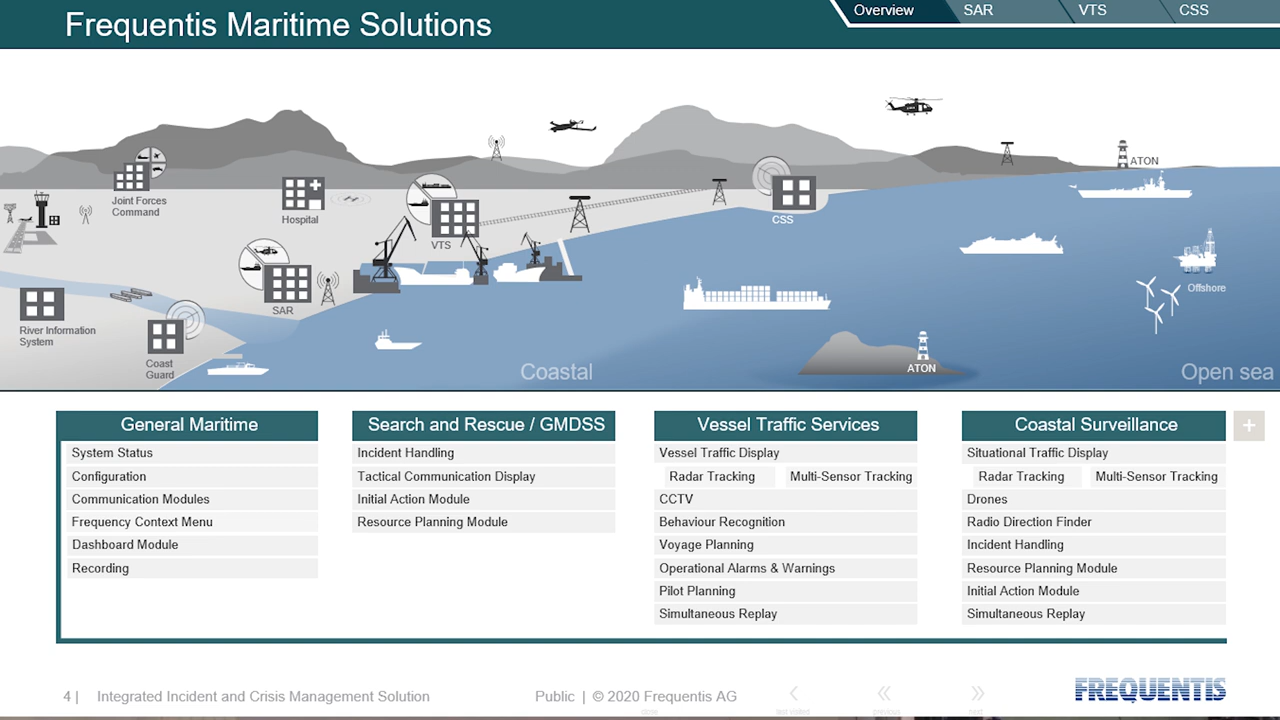 Frequentis Maritime Solutions
Overview
SAR
VTS
CSS
ATON
Joint Forces
Command
Hospital
VTS
CSS
SAR
Offshore
River Information
System
Coast
Guard
ATON
Coastal
Open sea
General Maritime
System Status
Configuration
Communication Modules
Frequency Context Menu
Dashboard Module
Recording
Search and Rescue / GMDSS
Incident Handling
Tactical Communication Display
Initial Action Module
Resource Planning Module
Vessel Traffic Services
Vessel Traffic Display
Radar Tracking
Multi-Sensor Tracking
CCTV
Behaviour Recognition
Voyage Planning
Operational Alarms & Warnings
Pilot Planning
Simultaneous Replay
Coastal Surveillance
+
Situational Traffic Display
Radar Tracking
Multi-Sensor Tracking
Drones
Radio Direction Finder
Incident Handling
Resource Planning Module
Initial Action Module
Simultaneous Replay
4 | Integrated Incident and Crisis Management Solution
Public | © 2020 Frequentis AG
close
last visited
previous
next
FREQUENTIS